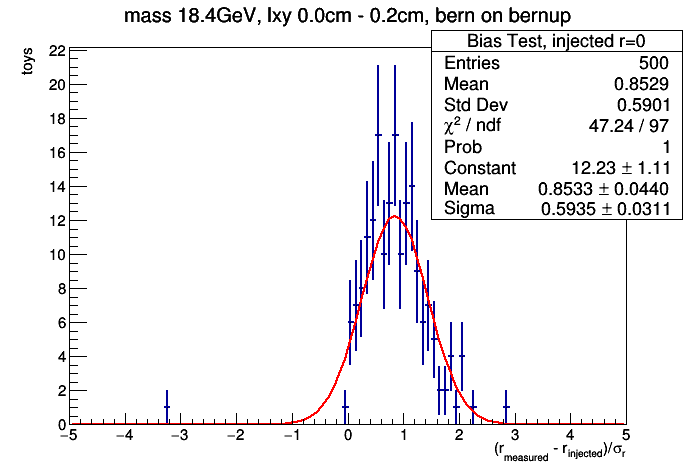 mass 18.4GeV, lxy 0.0cm - 0.2cm, bern on bernup
Bias Test, injected r=0
Entries 500
Mean 0.8529
Std Dev 0.5901
χ² / ndf 47.24 / 97
Prob 1
Constant 12.23 ± 1.11
Mean 0.8533 ± 0.0440
Sigma 0.5935 ± 0.0311
toys
22
20
18
16
14
12
10
8
6
4
2
0
−5 −4 −3 −2 −1 0 1 2 3 4 5
(r_measured - r_injected)/σ_r